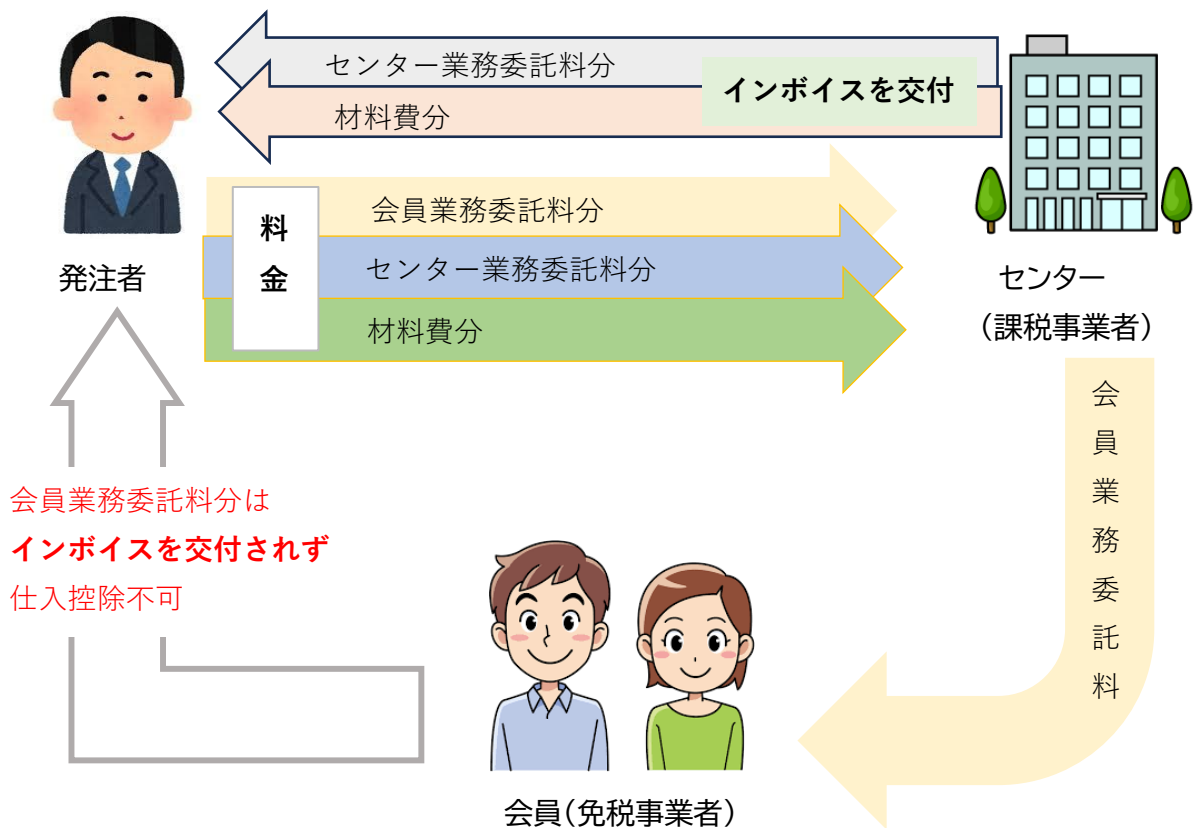 センター業務委託料分
インボイスを交付
材料費分
料金
会員業務委託料分
センター業務委託料分
材料費分
発注者
センター
（課税事業者）
会員業務委託料
会員業務委託料分は
インボイスを交付されず
仕入控除不可
会員（免税事業者）